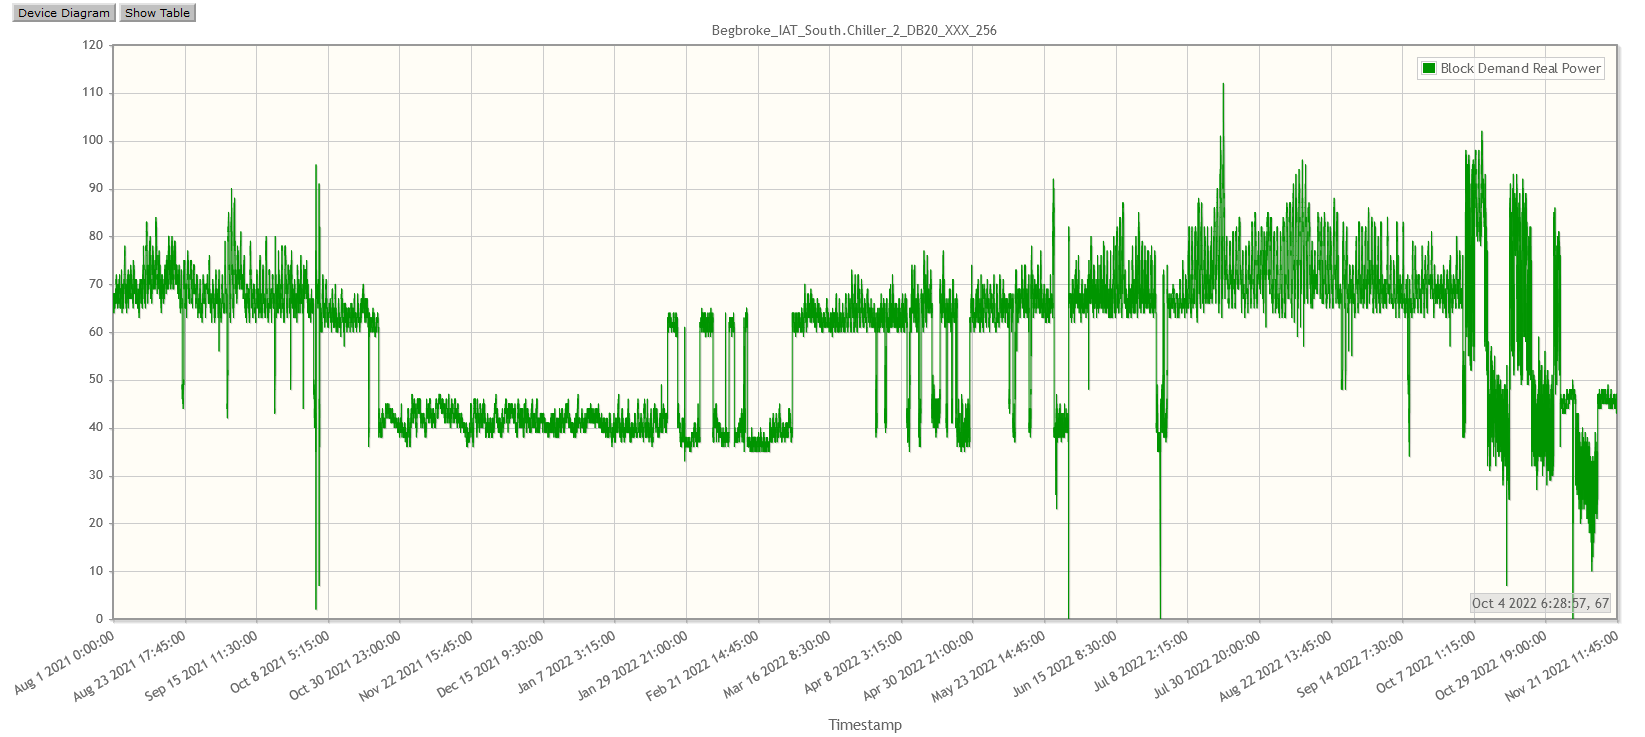 Device Diagram Show Table
Begbroke_IAT_South.Chiller_2_DB20_XXX_256
120
110
100
90
80
70
60
50
40
30
20
10
0
Block Demand Real Power
Oct 4 2022 6:28:57, 67
Aug 1 2021 0:00:00
Aug 23 2021 17:45:00
Sep 15 2021 11:30:00
Oct 8 2021 5:15:00
Oct 30 2021 23:00:00
Nov 22 2021 15:45:00
Dec 15 2021 9:30:00
Jan 7 2022 3:15:00
Jan 29 2022 21:00:00
Feb 21 2022 14:45:00
Mar 16 2022 8:30:00
Apr 8 2022 3:15:00
Apr 30 2022 21:00:00
May 23 2022 14:45:00
Jun 15 2022 8:30:00
Jul 8 2022 2:15:00
Jul 30 2022 20:00:00
Aug 22 2022 13:45:00
Sep 14 2022 7:30:00
Oct 7 2022 1:15:00
Oct 29 2022 19:00:00
Nov 21 2022 11:45:00
Timestamp